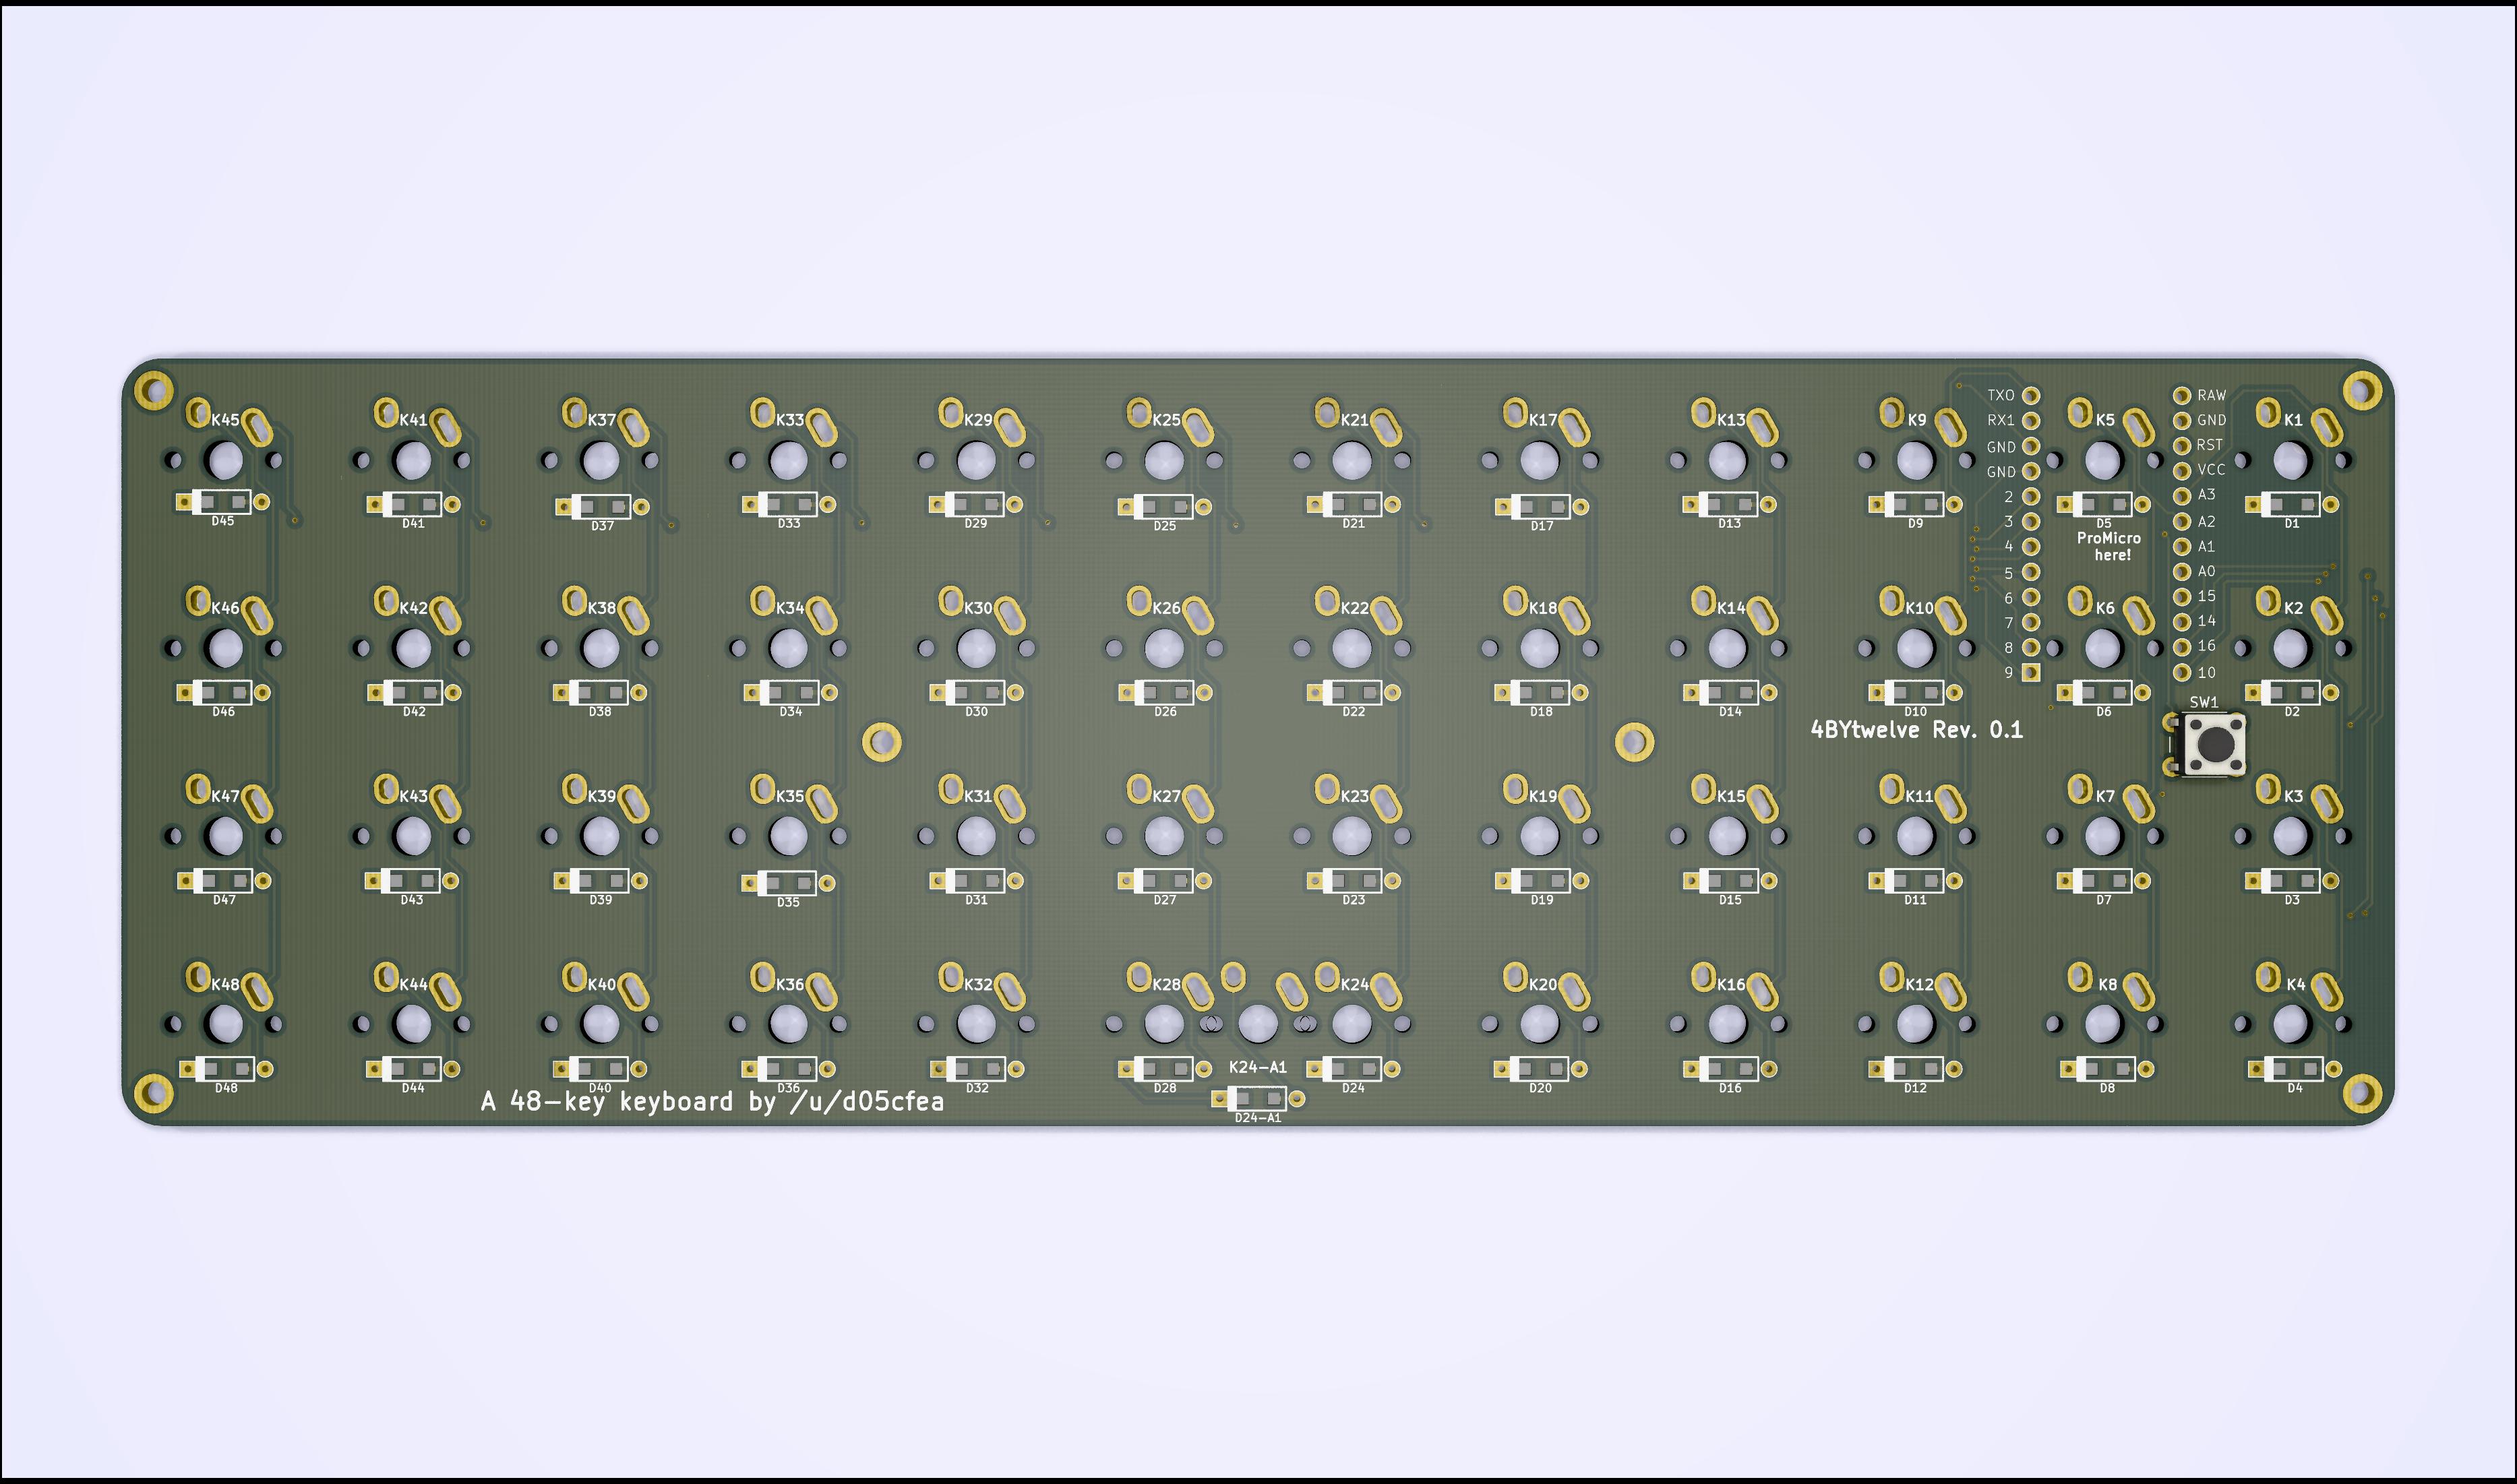 K45 K41 K37 K33 K29 K25 K21 K17 K13 K9 K5 K1
TXO RAW
RX1 GND
GND RST
GND VCC
2 A3
3 A2
4 A1
5 A0
6 15
7 14
8 16
9 10
D45 D41 D37 D33 D29 D25 D21 D17 D13 D9 D5 D1
ProMicro
here!
K46 K42 K38 K34 K30 K26 K22 K18 K14 K10 K6 K2
D46 D42 D38 D34 D30 D26 D22 D18 D14 D10 D6 D2
SW1
4BYtwelve Rev. 0.1
K47 K43 K39 K35 K31 K27 K23 K19 K15 K11 K7 K3
D47 D43 D39 D35 D31 D27 D23 D19 D15 D11 D7 D3
K48 K44 K40 K36 K32 K28 K24 K20 K16 K12 K8 K4
K24-A1
D48 D44 D40 D36 D32 D28 D24 D20 D16 D12 D8 D4
A 48-key keyboard by /u/d05cfea
D24-A1